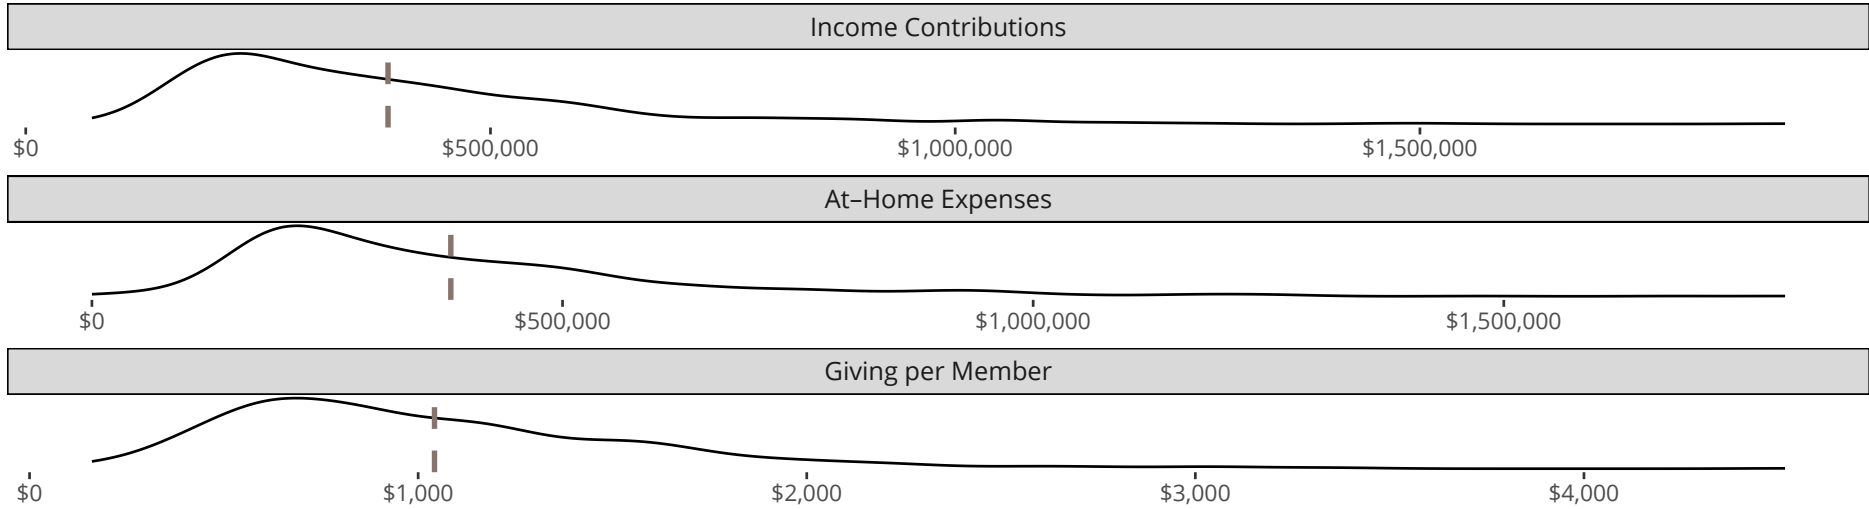 Income Contributions
$0 $500,000 $1,000,000 $1,500,000
At–Home Expenses
$0 $500,000 $1,000,000 $1,500,000
Giving per Member
$0 $1,000 $2,000 $3,000 $4,000